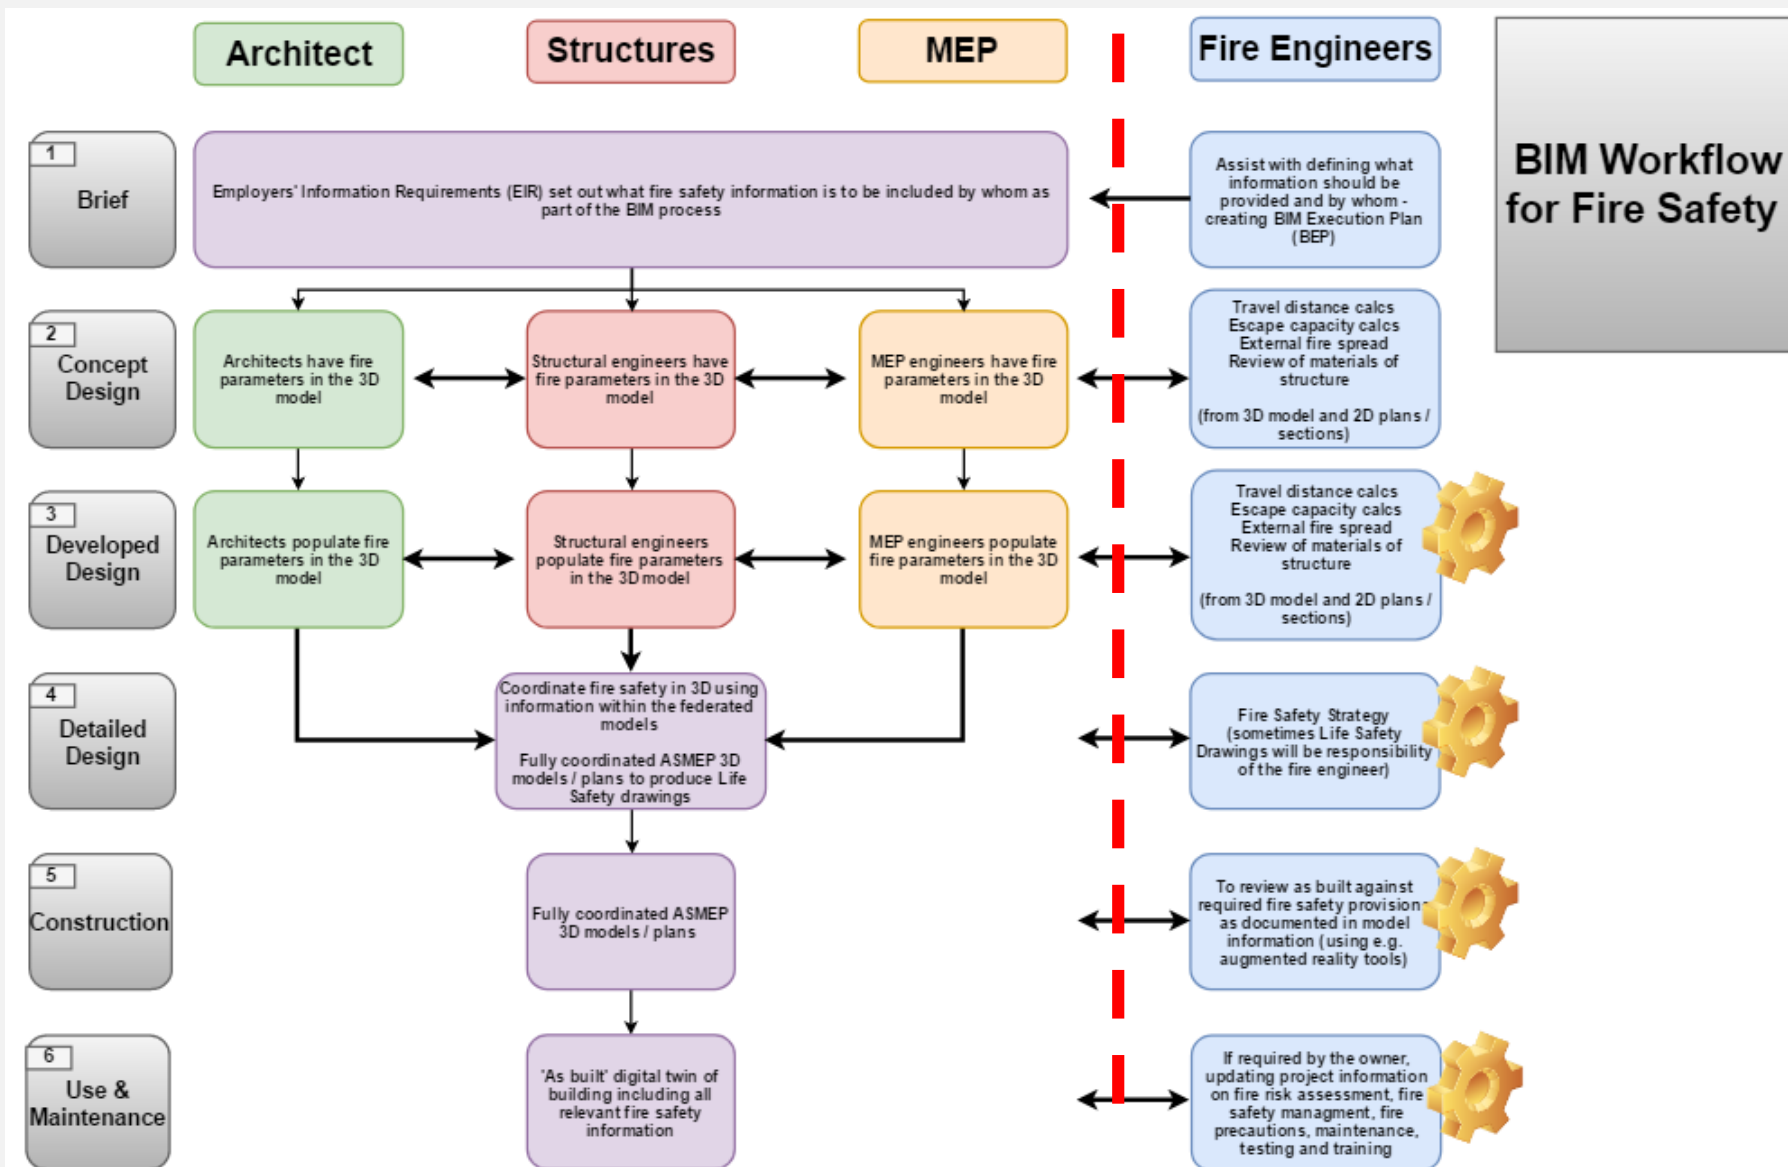 Architect
Structures
MEP
Fire Engineers
BIM Workflow
for Fire Safety
1
Brief
Employers' Information Requirements (EIR) set out what fire safety information is to be included by whom as
part of the BIM process
Assist with defining what
information should be
provided and by whom -
creating BIM Execution Plan
(BEP)
2
Concept
Design
Architects have fire
parameters in the 3D
model
Structural engineers have
fire parameters in the 3D
model
MEP engineers have fire
parameters in the 3D
model
Travel distance calcs
Escape capacity calcs
External fire spread
Review of materials of
structure
(from 3D model and 2D plans /
sections)
3
Developed
Design
Architects populate fire
parameters in the 3D
model
Structural engineers
populate fire parameters
in the 3D model
MEP engineers populate
fire parameters in the 3D
model
Travel distance calcs
Escape capacity calcs
External fire spread
Review of materials of
structure
(from 3D model and 2D plans /
sections)
4
Detailed
Design
Coordinate fire safety in 3D using
information within the federated
models
Fully coordinated ASMEP 3D
models / plans to produce Life
Safety drawings
Fire Safety Strategy
(sometimes Life Safety
Drawings will be responsibility
of the fire engineer)
5
Construction
Fully coordinated ASMEP
3D models / plans
To review as built against
required fire safety provisions
as documented in model
information (using e.g.
augmented reality tools)
6
Use &
Maintenance
'As built' digital twin of
building including all
relevant fire safety
information
If required by the owner,
updating project information
on fire risk assessment, fire
safety managment, fire
precautions, maintenance,
testing and training